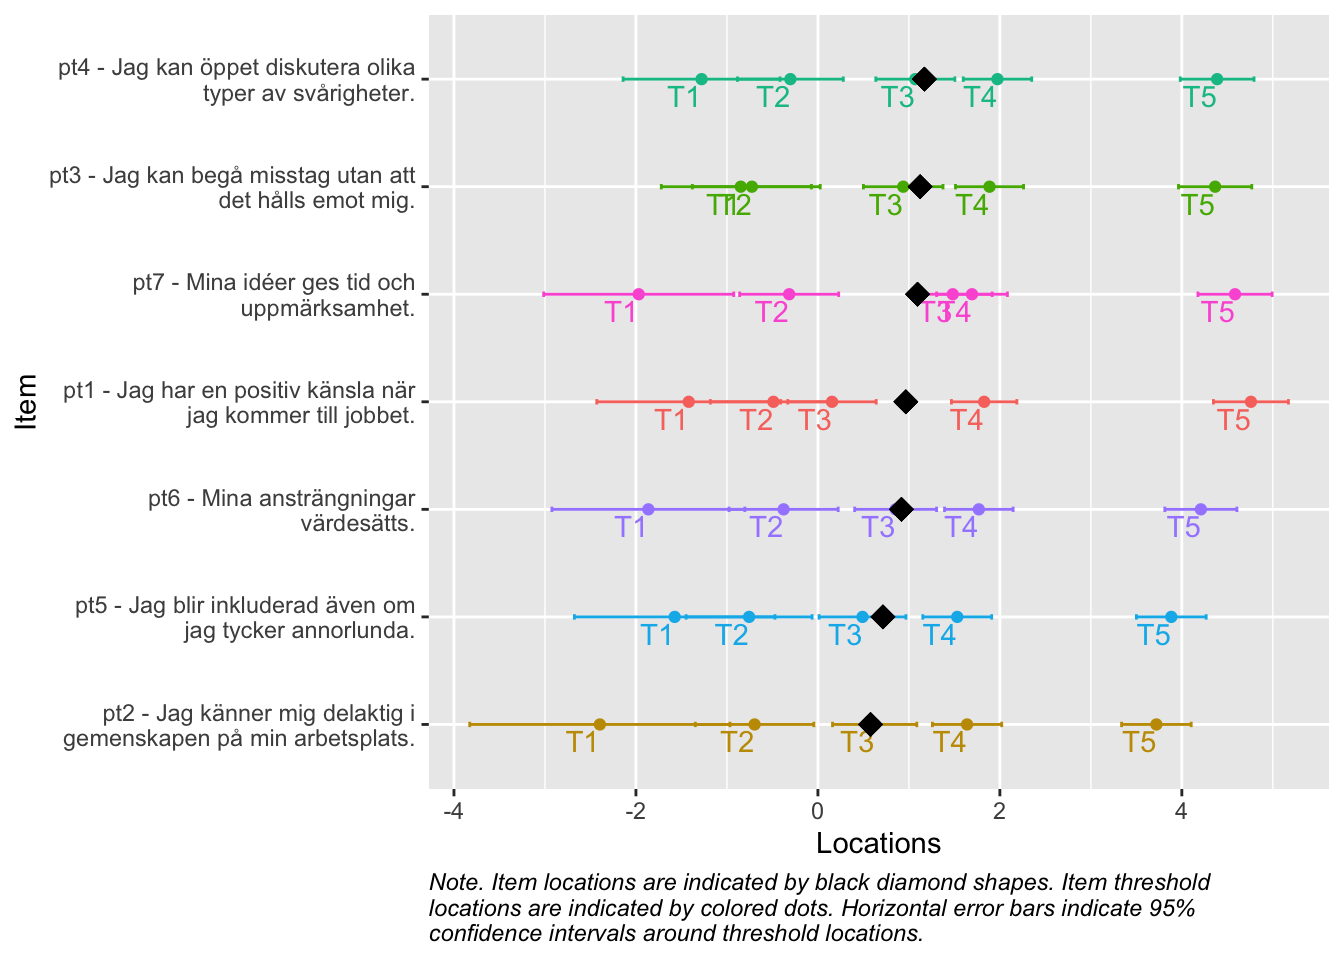 pt4 - Jag kan öppet diskutera olika
typer av svårigheter.
T1 T2 T3 T4 T5
pt3 - Jag kan begå misstag utan att
det hålls emot mig.
T1 T2 T3 T4 T5
pt7 - Mina idéer ges tid och
uppmärksamhet.
T1 T2 T3 T4 T5
pt1 - Jag har en positiv känsla när
jag kommer till jobbet.
T1 T2 T3 T4 T5
pt6 - Mina ansträngningar
värdesätts.
T1 T2 T3 T4 T5
pt5 - Jag blir inkluderad även om
jag tycker annorlunda.
T1 T2 T3 T4 T5
pt2 - Jag känner mig delaktig i
gemenskapen på min arbetsplats.
T1 T2 T3 T4 T5
Item
-4 -2 0 2 4
Locations
Note. Item locations are indicated by black diamond shapes. Item threshold
locations are indicated by colored dots. Horizontal error bars indicate 95%
confidence intervals around threshold locations.